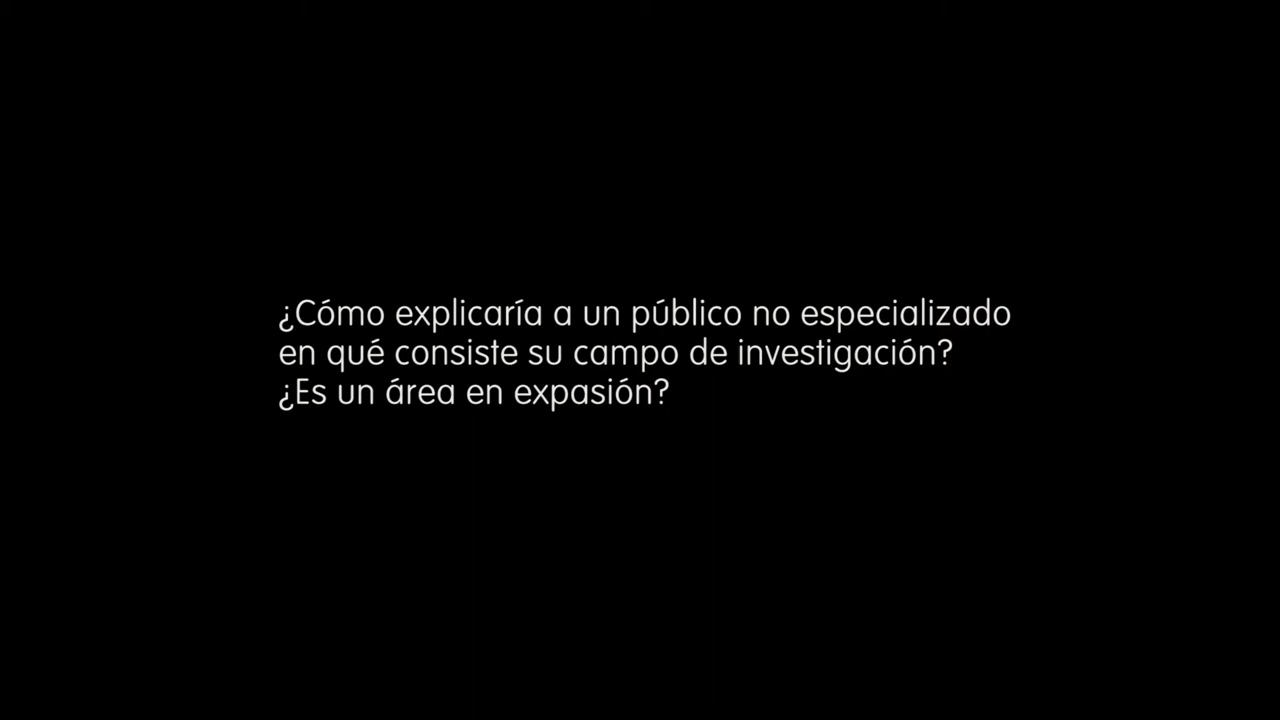 ¿Cómo explicaría a un público no especializado
en qué consiste su campo de investigación?
¿Es un área en expasión?